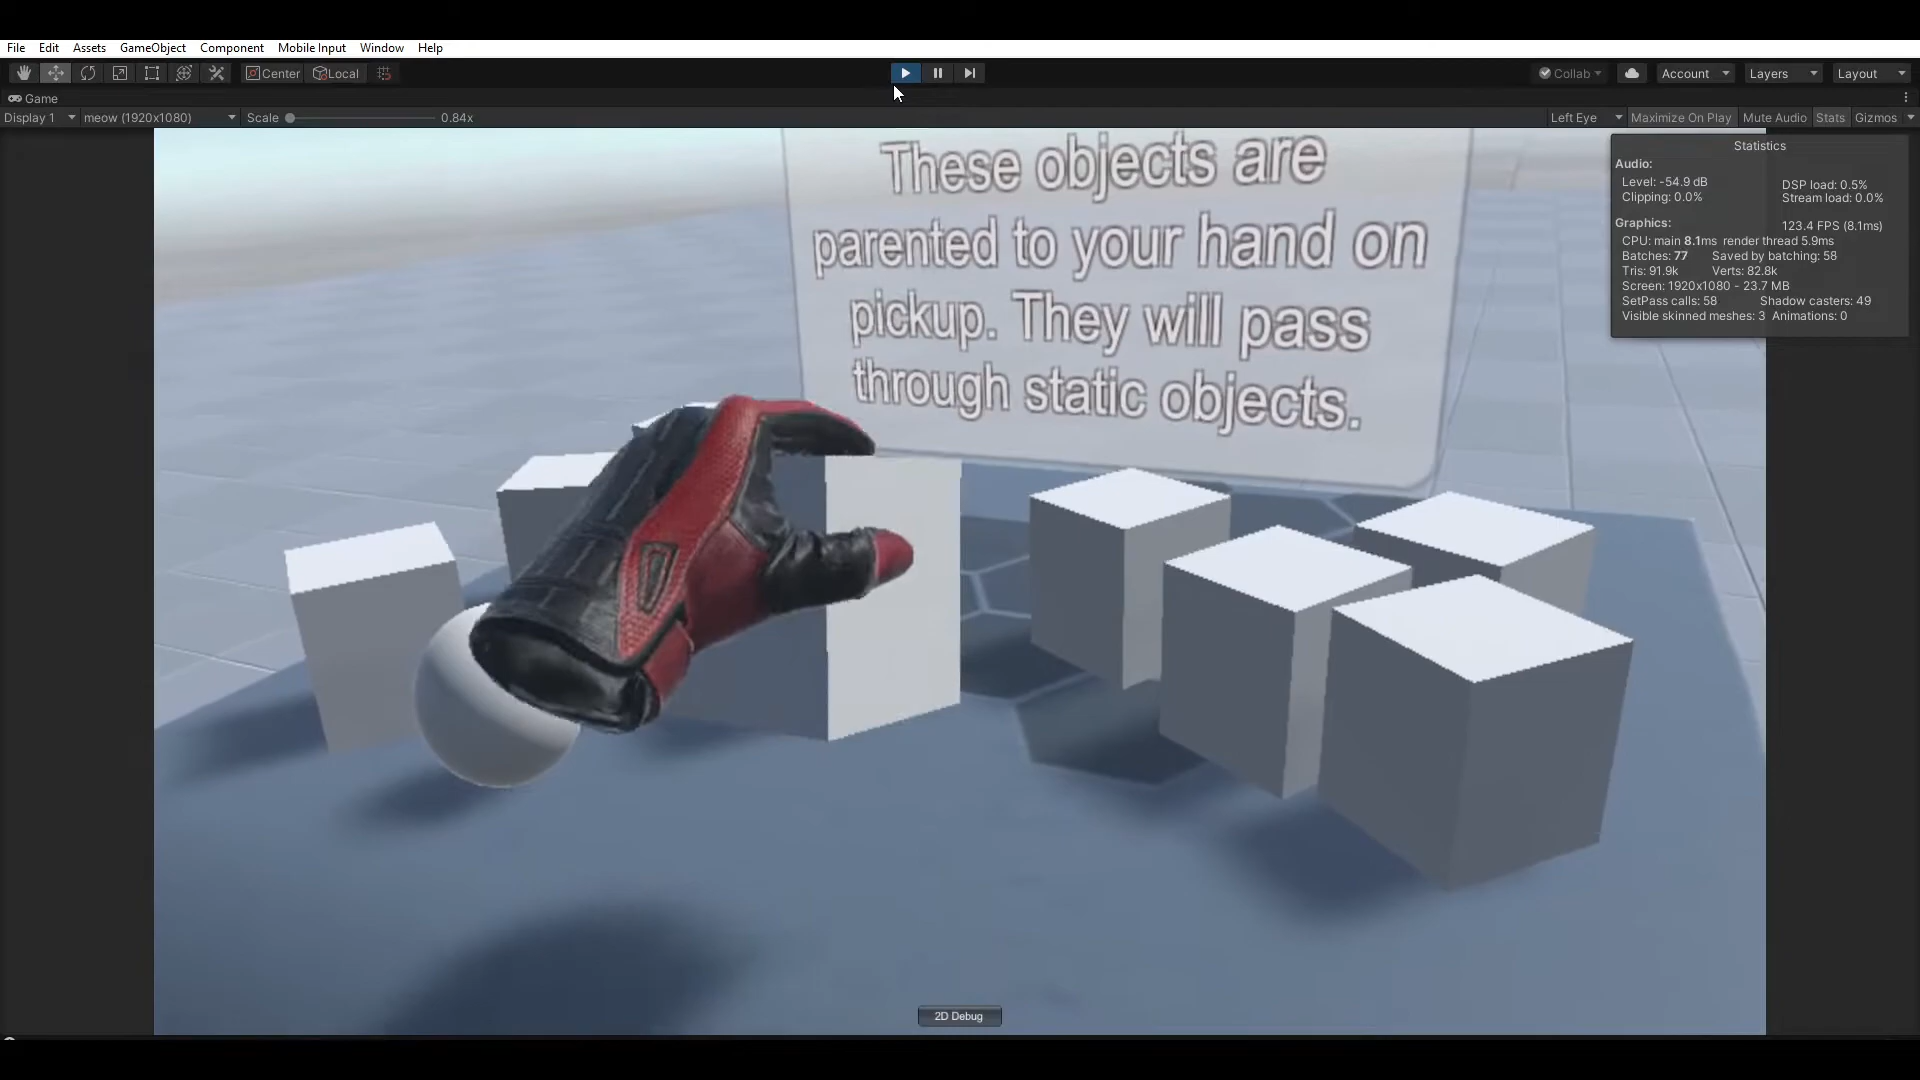 File Edit Assets GameObject Component Mobile Input Window Help
Center Local Collab Account Layers Layout
Game
Display 1 meow (1920x1080) Scale 0.84x Left Eye Maximize On Play Mute Audio Stats Gizmos
These objects are
parented to your hand on
pickup. They will pass
through static objects.
Statistics
Audio:
Level: -54.9 dB DSP load: 0.5%
Clipping: 0.0% Stream load: 0.0%
Graphics: 123.4 FPS (8.1ms)
CPU: main 8.1ms render thread 5.9ms
Batches: 77 Saved by batching: 58
Tris: 91.9k Verts: 82.8k
Screen: 1920x1080 - 23.7 MB
SetPass calls: 58 Shadow casters: 49
Visible skinned meshes: 3 Animations: 0
2D Debug